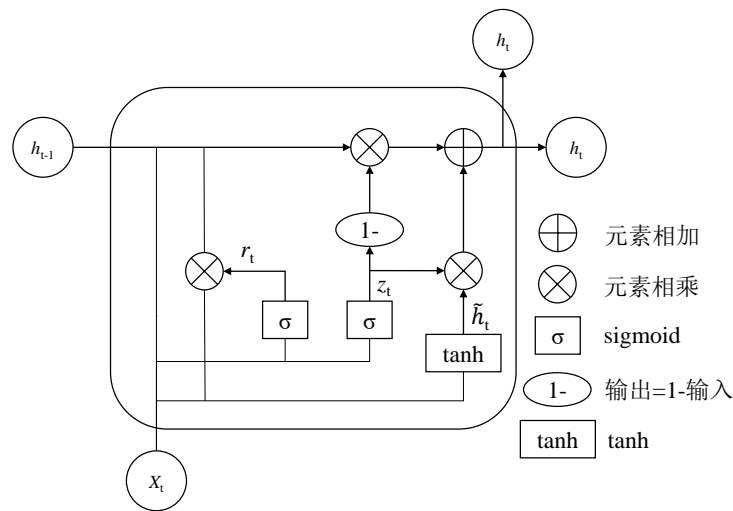 h_t
h_{t-1}
h_t
1-
r_t
z_t
σ
σ
h̃_t
tanh
X_t
元素相加
元素相乘
σ sigmoid
1- 输出=1-输入
tanh tanh